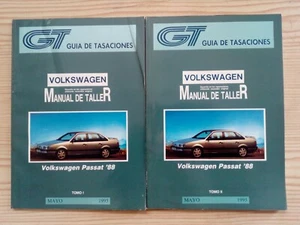 GT GUIA DE TASACIONES
VOLKSWAGEN
MANUAL DE TALLER
Volkswagen Passat '88
TOMO I
MAYO 1995
GT GUIA DE TASACIONES
VOLKSWAGEN
MANUAL DE TALLER
Volkswagen Passat '88
TOMO II
MAYO 1995